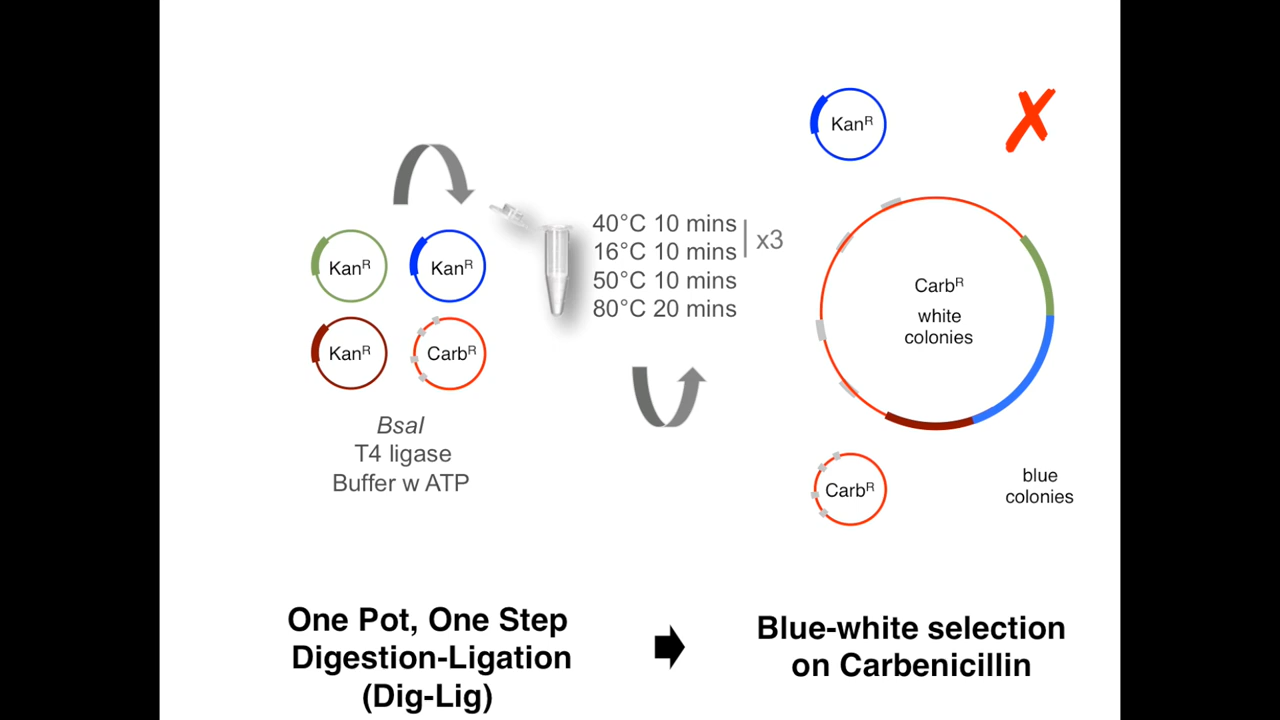 Kanᴿ
Kanᴿ
Kanᴿ
Carbᴿ
BsaI
T4 ligase
Buffer w ATP
40°C 10 mins
16°C 10 mins
x3
50°C 10 mins
80°C 20 mins
Kanᴿ
✗
Carbᴿ
white
colonies
Carbᴿ
blue
colonies
One Pot, One Step
Digestion-Ligation
(Dig-Lig)
Blue-white selection
on Carbenicillin